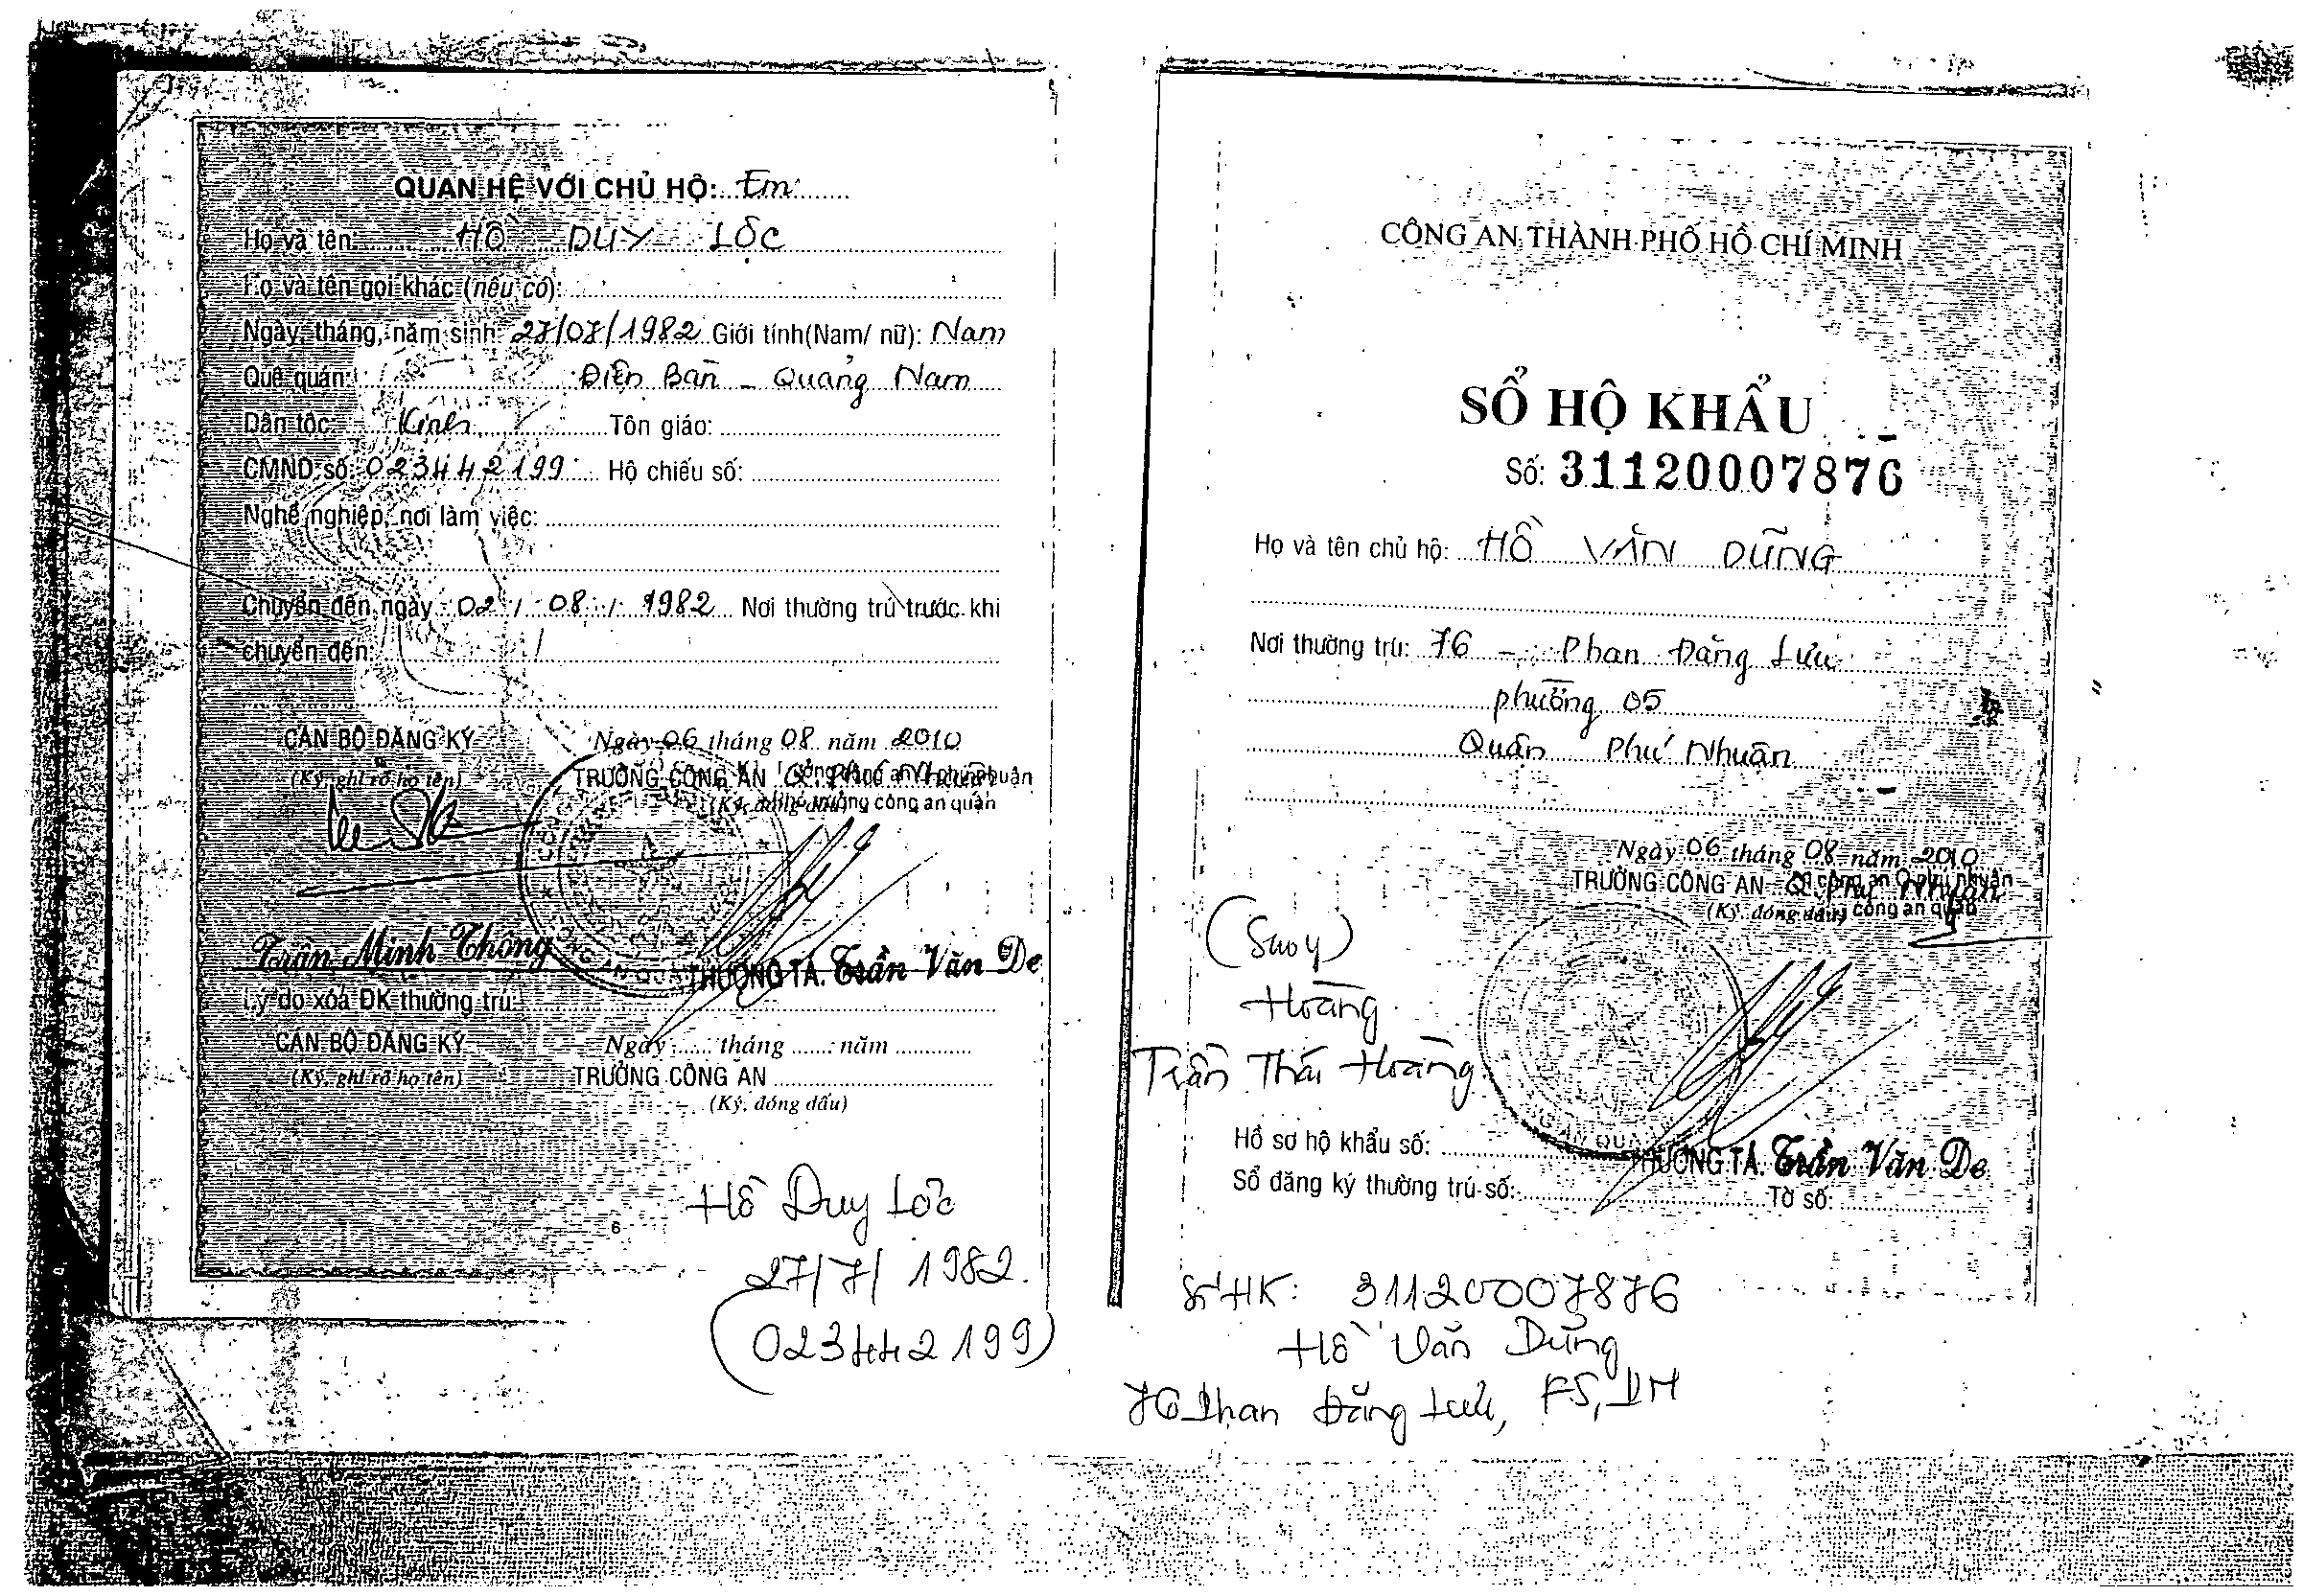 QUAN HỆ VỚI CHỦ HỘ: Em
Họ và tên: HỒ DUY LỘC
Họ và tên gọi khác (nếu có):
Ngày, tháng, năm sinh: 27/07/1982 Giới tính(Nam/ nữ): Nam
Quê quán: Điện Bàn - Quảng Nam
Dân tộc: Kinh Tôn giáo:
CMND số: 023442199 Hộ chiếu số:
Nghề nghiệp, nơi làm việc:
Chuyển đến ngày 02 / 08 / 1982 Nơi thường trú trước khi
chuyển đến:
CÁN BỘ ĐĂNG KÝ
(Ký, ghi rõ họ tên)
Ngày 06 tháng 08 năm 2010
TRƯỞNG CÔNG AN Q. Phú Nhuận
(Ký, đóng dấu)
công an quận
Trần Minh Thông
THƯỢNG TÁ. Trần Văn De
Lý do xóa ĐK thường trú:
CÁN BỘ ĐĂNG KÝ
(Ký, ghi rõ họ tên)
Ngày tháng năm
TRƯỞNG CÔNG AN
(Ký, đóng dấu)
6
Hồ Duy Lộc
27/7/1982
(023442199)
CÔNG AN THÀNH PHỐ HỒ CHÍ MINH
SỔ HỘ KHẨU
Số: 31120007876
Họ và tên chủ hộ: HỒ VĂN DŨNG
Nơi thường trú: 76 - Phan Đăng Lưu
phường 05
Quận Phú Nhuận
Ngày 06 tháng 08 năm 2010
TRƯỞNG CÔNG AN Q. Phú Nhuận
(Ký, đóng dấu)
công an quận
(Sao y)
Hoàng
Trần Thái Hoàng
Hồ sơ hộ khẩu số:
THƯỢNG TÁ. Trần Văn De
Sổ đăng ký thường trú số: Tờ số:
SHK: 31120007876
Hồ Văn Dũng
76 Phan Đăng Lưu, F5,